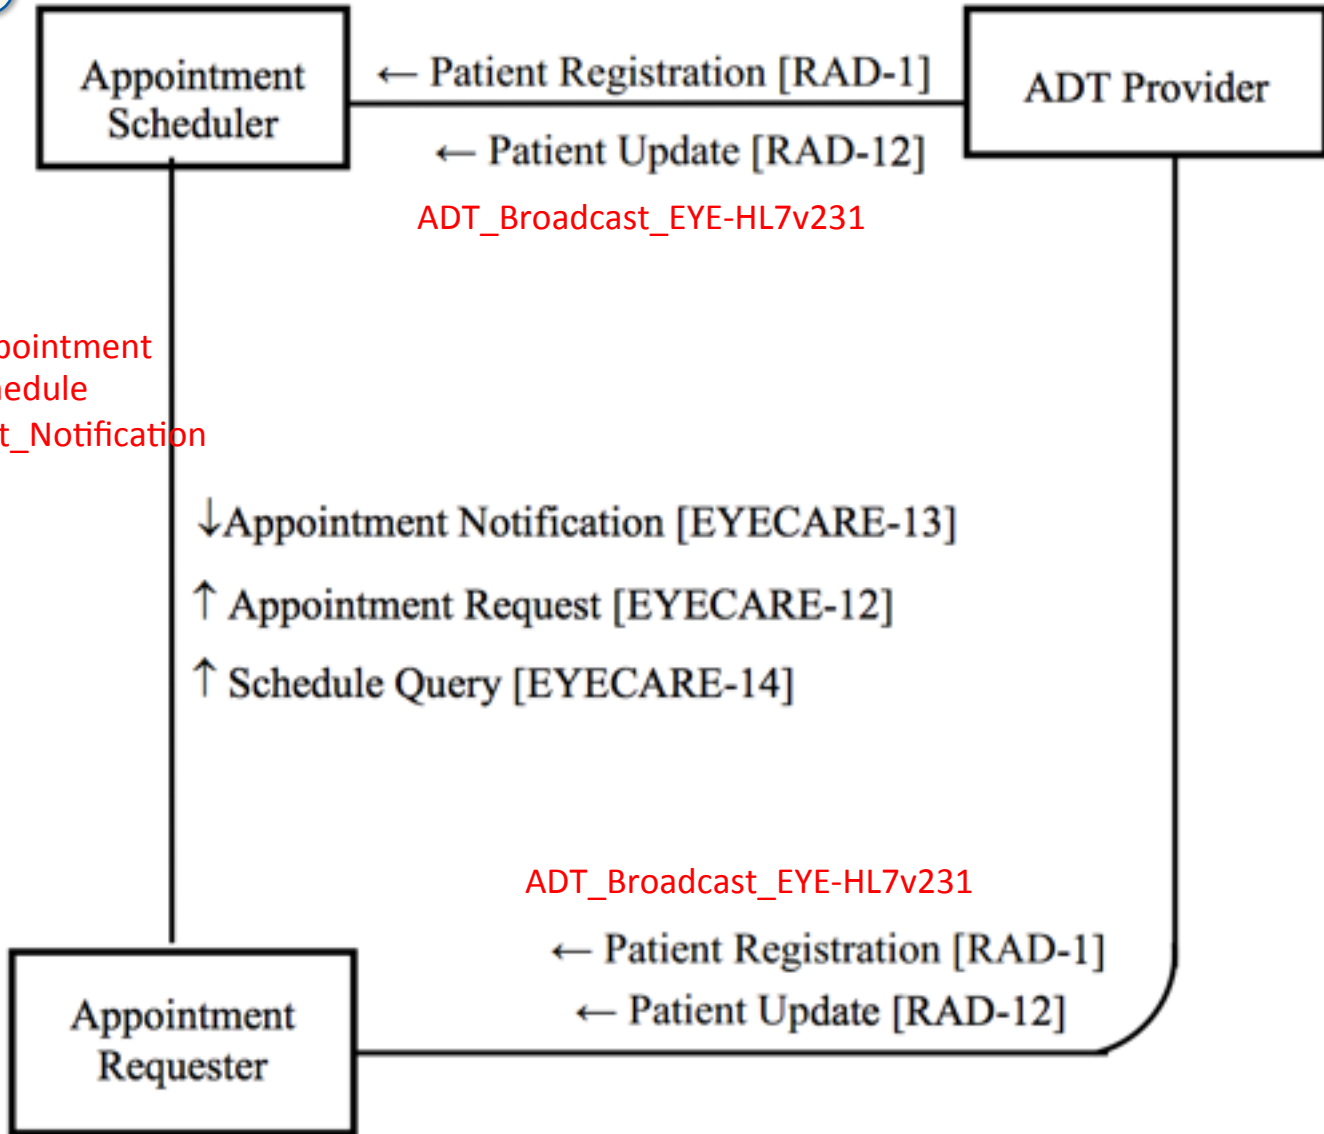 Appointment
Scheduler
← Patient Registration [RAD-1]
ADT Provider
← Patient Update [RAD-12]
ADT_Broadcast_EYE-HL7v231
pointment
hedule
t_Notification
↓Appointment Notification [EYECARE-13]
↑ Appointment Request [EYECARE-12]
↑ Schedule Query [EYECARE-14]
ADT_Broadcast_EYE-HL7v231
← Patient Registration [RAD-1]
← Patient Update [RAD-12]
Appointment
Requester